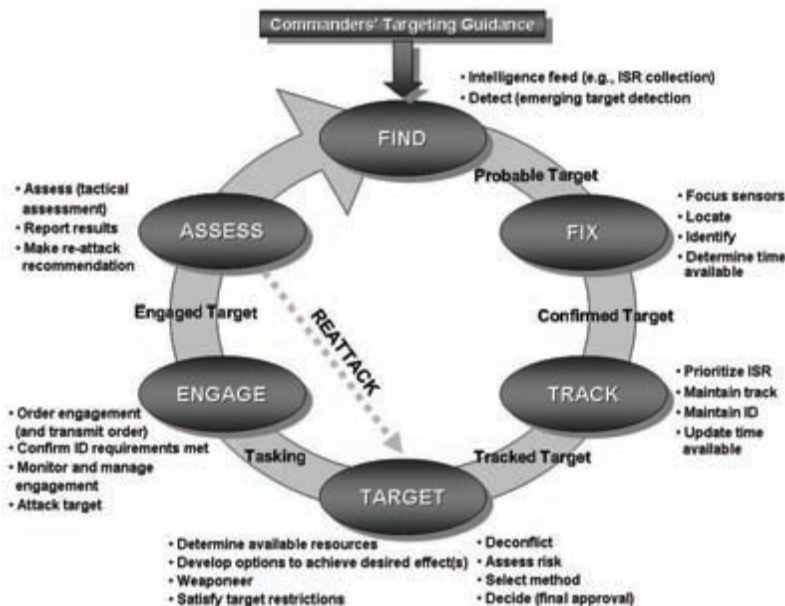 Commanders' Targeting Guidance
• Intelligence feed (e.g., ISR collection)
• Detect (emerging target detection
FIND
Probable Target
• Focus sensors
• Locate
• Identify
• Determine time
available
FIX
Confirmed Target
• Prioritize ISR
• Maintain track
• Maintain ID
• Update time
available
TRACK
Tracked Target
TARGET
• Determine available resources
• Develop options to achieve desired effect(s)
• Weaponeer
• Satisfy target restrictions
• Deconflict
• Assess risk
• Select method
• Decide (final approval)
Tasking
ENGAGE
• Order engagement
(and transmit order)
• Confirm ID requirements met
• Monitor and manage
engagement
• Attack target
Engaged Target
ASSESS
• Assess (tactical
assessment)
• Report results
• Make re-attack
recommendation
REATTACK